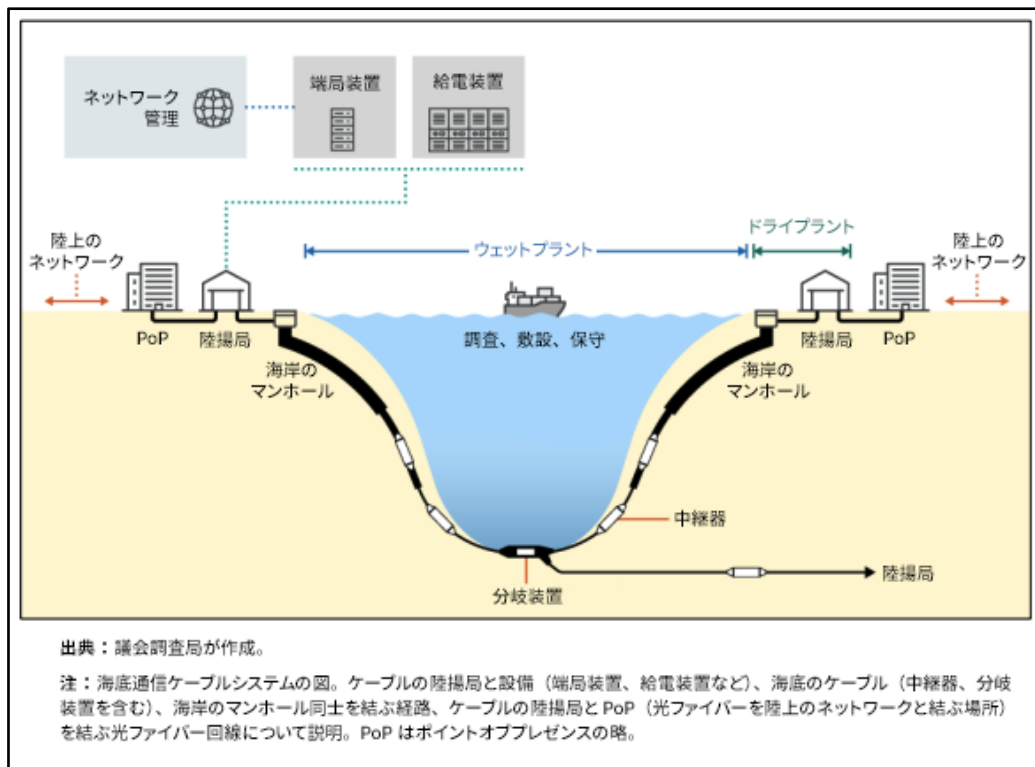 ネットワーク
管理
端局装置
給電装置
陸上の
ネットワーク
ウェットプラント
ドライプラント
陸上の
ネットワーク
PoP
陸揚局
調査、敷設、保守
陸揚局
PoP
海岸の
マンホール
海岸の
マンホール
中継器
陸揚局
分岐装置
出典：議会調査局が作成。
注：海底通信ケーブルシステムの図。ケーブルの陸揚局と設備（端局装置、給電装置など）、海底のケーブル（中継器、分岐
装置を含む）、海岸のマンホール同士を結ぶ経路、ケーブルの陸揚局と PoP（光ファイバーを陸上のネットワークと結ぶ場所）
を結ぶ光ファイバー回線について説明。PoP はポイントオブプレゼンスの略。